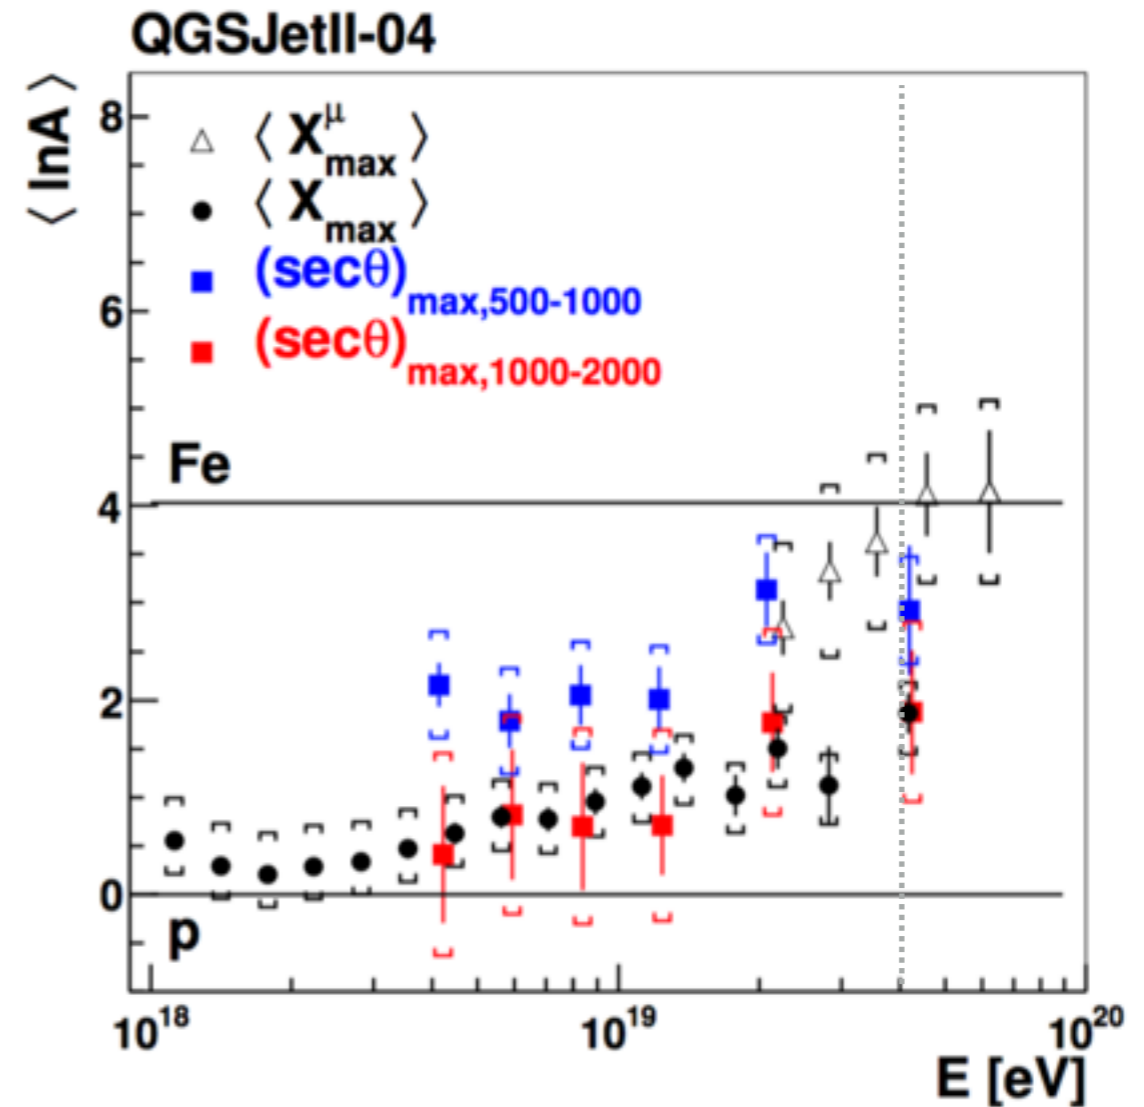 QGSJetII-04
⟨ lnA ⟩
8
6
4
2
0
⟨ X^μ_max ⟩
⟨ X_max ⟩
(secθ)_max,500-1000
(secθ)_max,1000-2000
Fe
p
10^18
10^19
10^20
E [eV]